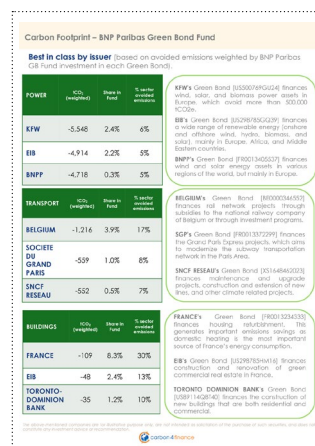 Carbon Footprint – BNP Paribas Green Bond Fund
Best in class by issuer (based on avoided emissions weighted by BNP Paribas
GB Fund investment in each Green Bond).
POWER tCO₂ (weighted) Share in Fund % sector avoided emissions
KFW -5,548 2.4% 6%
EIB -4,914 2.2% 5%
BNPP -4,718 0.3% 5%
KFW's Green Bond [US500769GU24] finances
wind, solar, and biomass power assets in
Europe, which avoid more than 500,000
tCO2e.
EIB's Green Bond [US298785GQ39] finances
a wide range of renewable energy (onshore
and offshore wind, hydro, biomass, and
solar), mainly in Europe, Africa, and Middle
Eastern countries.
BNPP's Green Bond [FR0013405537] finances
wind and solar energy assets in various
regions of the world, but mainly in Europe.
TRANSPORT tCO₂ (weighted) Share in Fund % sector avoided emissions
BELGIUM -1,216 3.9% 17%
SOCIETE
DU
GRAND
PARIS -559 1.0% 8%
SNCF
RESEAU -552 0.5% 7%
BELGIUM's Green Bond [BE0000346552]
finances rail network projects through
subsidies to the national railway company
of Belgium or through investment programs.
SGP's Green Bond [FR0013372299] finances
the Grand Paris Express projects, which aims
to modernize the subway transportation
network in the Paris Area.
SNCF RESEAU's Green Bond [XS1648462023]
finances maintenance and upgrade
projects, construction and extension of new
lines, and other climate related projects.
BUILDINGS tCO₂ (weighted) Share in Fund % sector avoided emissions
FRANCE -109 8.3% 30%
EIB -48 2.4% 13%
TORONTO-
DOMINION
BANK -35 1.2% 10%
FRANCE's Green Bond [FR0013234333]
finances housing refurbishment. This
generates important emissions savings as
domestic heating is the most important
source of France's energy consumption.
EIB's Green Bond [US298785HM16] finances
construction and renovation of green
commercial real estate in France.
TORONTO DOMINION BANK's Green Bond
[US89114QCB40] finances the construction of
new buildings that are both residential and
commercial.
carbon4finance